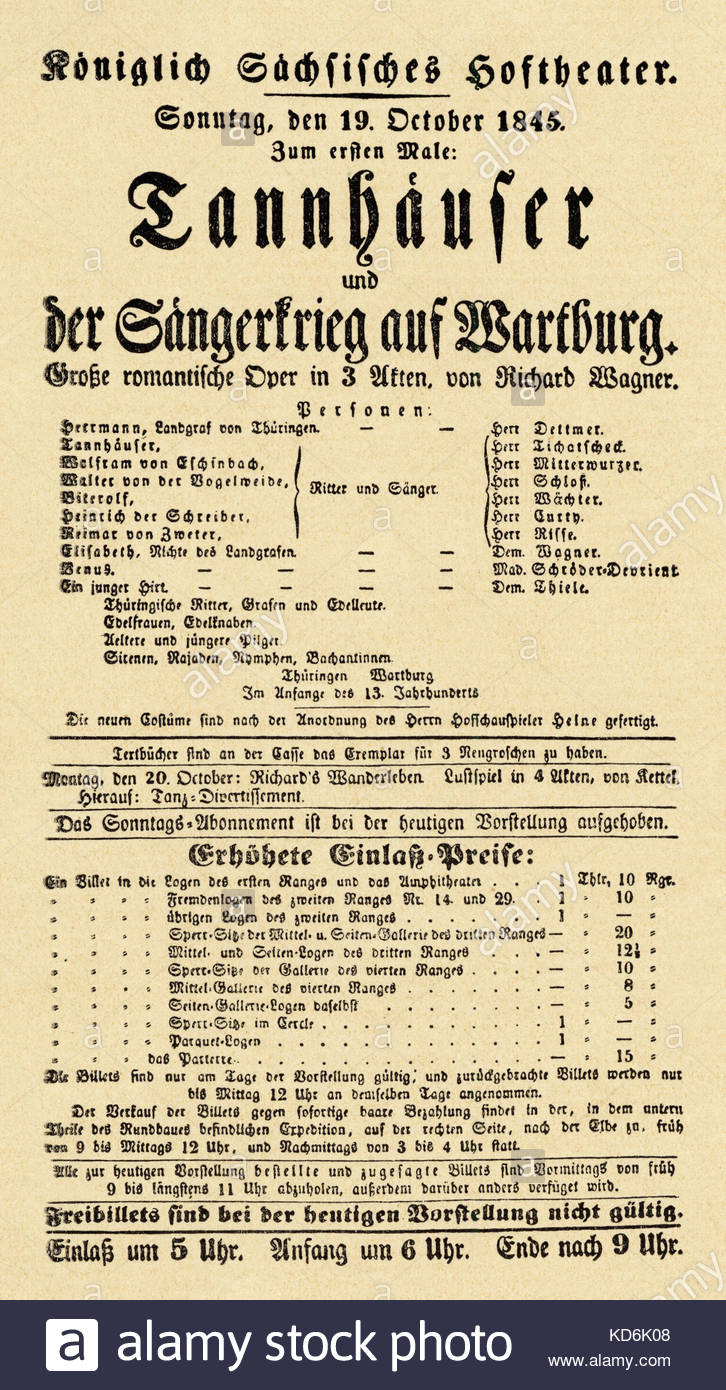 Königlich Sächsisches Hoftheater.
Sonntag, den 19. October 1845.
Zum ersten Male:
Tannhäuser
und
der Sängerkrieg auf Wartburg.
Große romantische Oper in 3 Akten, von Richard Wagner.
Personen:
Herrmann, Landgraf von Thüringen. — — Herr Dettmer.
Tannhäuser, Herr Tichatscheck.
Wolfram von Eschinbach, Herr Mitterwurzer.
Walter von der Vogelweide, Ritter und Sänger. Herr Schloß.
Biterolf, Herr Wächter.
Heinrich der Schreiber, Herr Curty.
Reimar von Zweter, Herr Risse.
Elisabeth, Nichte des Landgrafen. — — Dem. Wagner.
Venus. — — — — — Mad. Schröder-Devrient.
Ein junger Hirt. — — — — Dem. Thiele.
Thüringische Ritter, Grafen und Edelleute.
Edelfrauen, Edelknaben.
Aeltere und jüngere Pilger.
Sirenen, Najaden, Nymphen, Bachantinnen.
Thüringen Wartburg
Im Anfange des 13. Jahrhunderts
Die neuen Costüme sind nach der Anordnung des Herrn Hofschauspieler Heine gefertigt.
Textbücher sind an der Casse das Exemplar für 3 Neugroschen zu haben.
Montag, den 20. October: Richard's Wanderleben. Lustspiel in 4 Akten, von Kettel.
Hierauf: Tanz-Divertissement.
Das Sonntags-Abonnement ist bei der heutigen Vorstellung aufgehoben.
Erhöhete Einlaß-Preise:
Ein Billet in die Logen des ersten Ranges und das Amphitheater . . . 1 Thlr. 10 Ngr.
" " " " Fremdenlogen des zweiten Ranges Nr. 14. und 29. . 1 " 10 "
" " " " übrigen Logen des zweiten Ranges . . . . 1 " — "
" " " " Sperr-Sitze der Mittel- u. Seiten-Gallerie des dritten Ranges — " 20 "
" " " " Mittel- und Seiten-Logen des dritten Ranges . . . — " 12½ "
" " " " Sperr-Sitze der Gallerie des vierten Ranges . . . . — " 10 "
" " " " Mittel-Gallerie des vierten Ranges . . . . — " 8 "
" " " " Seiten-Gallerie-Logen daselbst . . . . — " 5 "
" " " " Sperr-Sitze im Cercle . . . . 1 " — "
" " " " Parquet-Logen . . . . 1 " — "
" " " das Parterre . . . . — " 15 "
Die Billets sind nur am Tage der Vorstellung gültig, und zurückgebrachte Billets werden nur
bis Mittag 12 Uhr an demselben Tage angenommen.
Der Verkauf der Billets gegen sofortige baare Bezahlung findet in der, in dem untern
Theile des Rundbaues befindlichen Expedition, auf der rechten Seite, nach der Elbe zu, früh
von 9 bis Mittags 12 Uhr, und Nachmittags von 3 bis 4 Uhr statt.
Alle zur heutigen Vorstellung bestellte und zugesagte Billets sind Vormittags von früh
9 bis längstens 11 Uhr abzuholen, außerdem darüber anders verfüget wird.
Freibillets sind bei der heutigen Vorstellung nicht gültig.
Einlaß um 5 Uhr. Anfang um 6 Uhr. Ende nach 9 Uhr.
a alamy stock photo
KD6K08
www.alamy.com